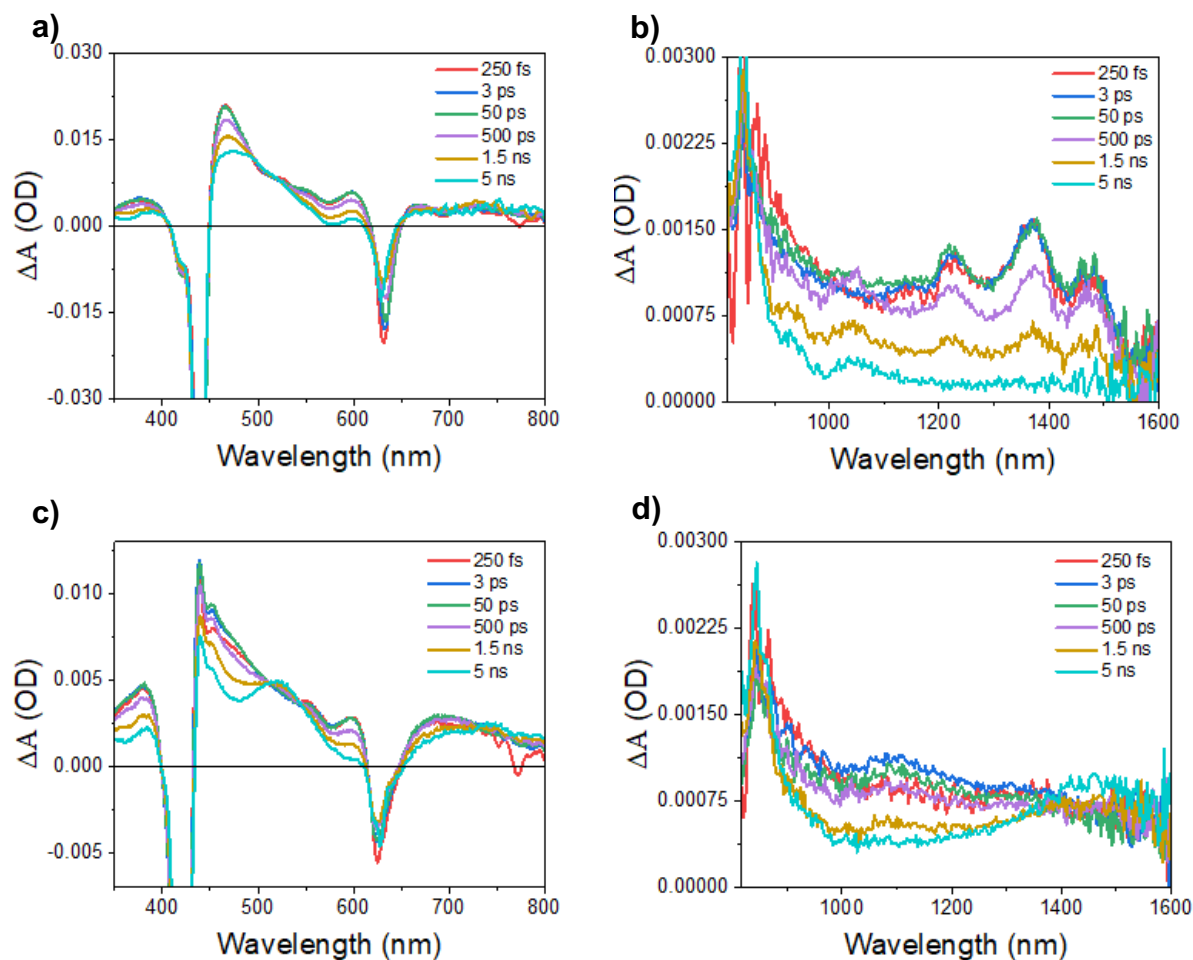 a)
0.030
0.015
0.000
-0.015
-0.030
ΔA (OD)
250 fs
3 ps
50 ps
500 ps
1.5 ns
5 ns
400 500 600 700 800
Wavelength (nm)
b)
0.00300
0.00225
0.00150
0.00075
0.00000
ΔA (OD)
250 fs
3 ps
50 ps
500 ps
1.5 ns
5 ns
1000 1200 1400 1600
Wavelength (nm)
c)
0.010
0.005
0.000
-0.005
ΔA (OD)
250 fs
3 ps
50 ps
500 ps
1.5 ns
5 ns
400 500 600 700 800
Wavelength (nm)
d)
0.00300
0.00225
0.00150
0.00075
0.00000
ΔA (OD)
250 fs
3 ps
50 ps
500 ps
1.5 ns
5 ns
1000 1200 1400 1600
Wavelength (nm)